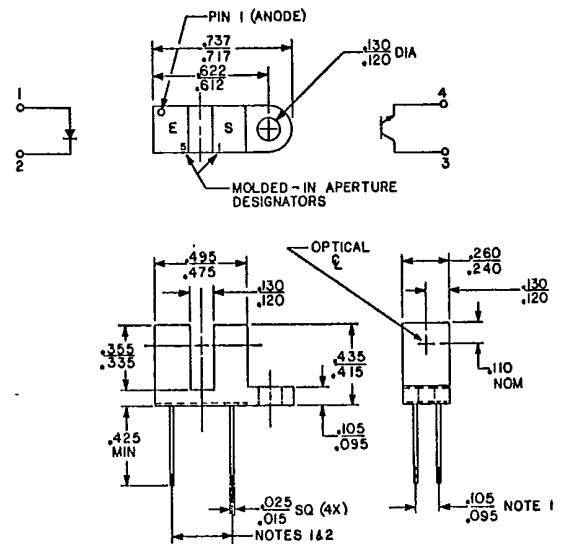 PIN 1 (ANODE)
.737
.717
.622
.612
.130
.120 DIA
1
2
E S
5 1
4
3
MOLDED-IN APERTURE
DESIGNATORS
OPTICAL
℄
.495
.475
.130
.120
.260
.240
.130
.120
.355
.335
.435
.415
.110
NOM
.425
MIN
.105
.095
.025
.015 SQ (4X)
NOTES 1&2
.105
.095 NOTE 1